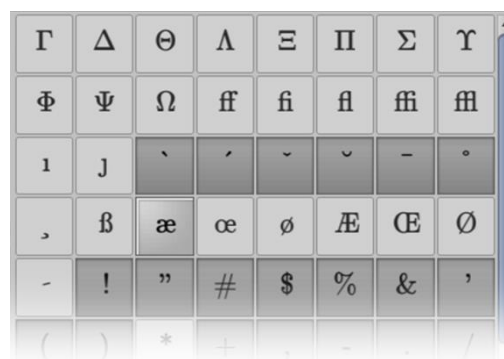 Γ Δ Θ Λ Ξ Π Σ ϒ
Φ Ψ Ω ff fi fl ffi ffl
ı ȷ ` ´ ˇ ˘ ¯ ˚
¸ ß æ œ ø Æ Œ Ø
- ! ” # $ % & ’
( ) * + , - . /